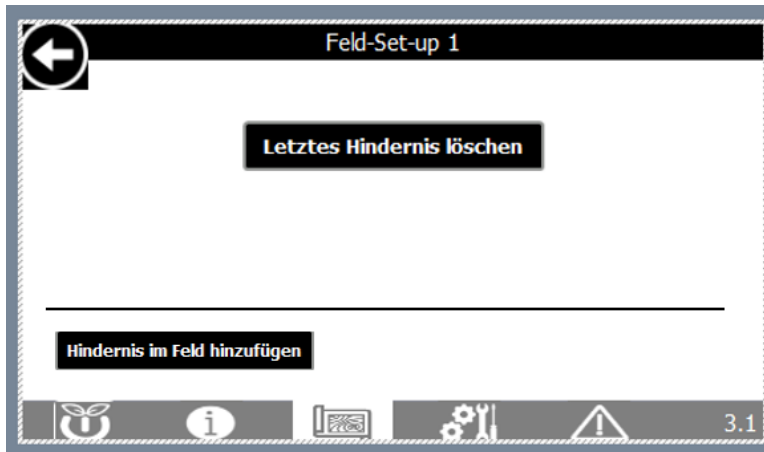 Feld-Set-up 1
Letztes Hindernis löschen
Hindernis im Feld hinzufügen
3.1